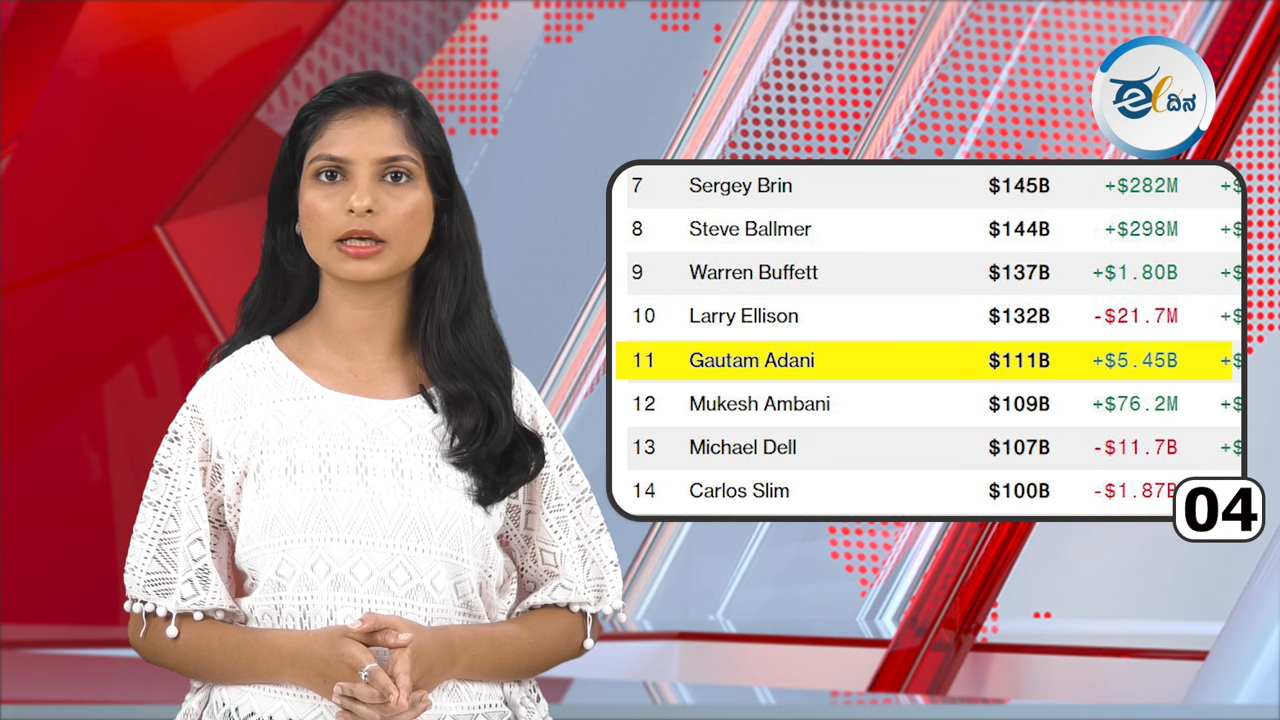 ಈ ದಿನ
7 Sergey Brin $145B +$282M +$
8 Steve Ballmer $144B +$298M +$
9 Warren Buffett $137B +$1.80B +$
10 Larry Ellison $132B -$21.7M +$
11 Gautam Adani $111B +$5.45B +$
12 Mukesh Ambani $109B +$76.2M +$
13 Michael Dell $107B -$11.7B +$
14 Carlos Slim $100B -$1.87B
04